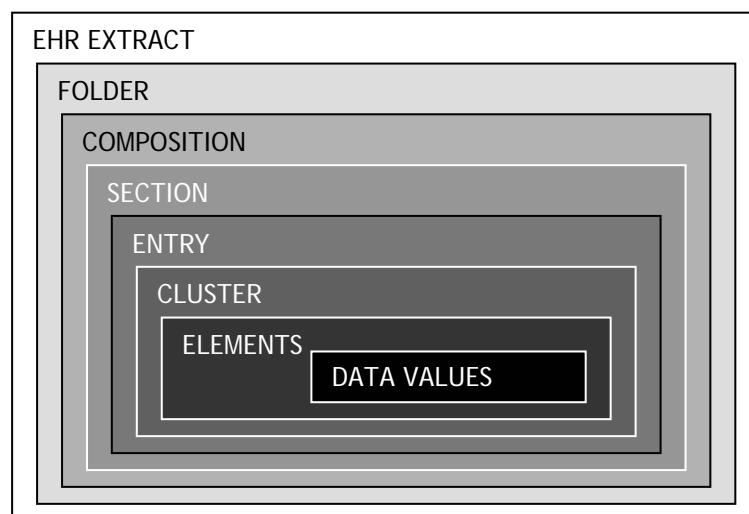 EHR EXTRACT
FOLDER
COMPOSITION
SECTION
ENTRY
CLUSTER
ELEMENTS
DATA VALUES